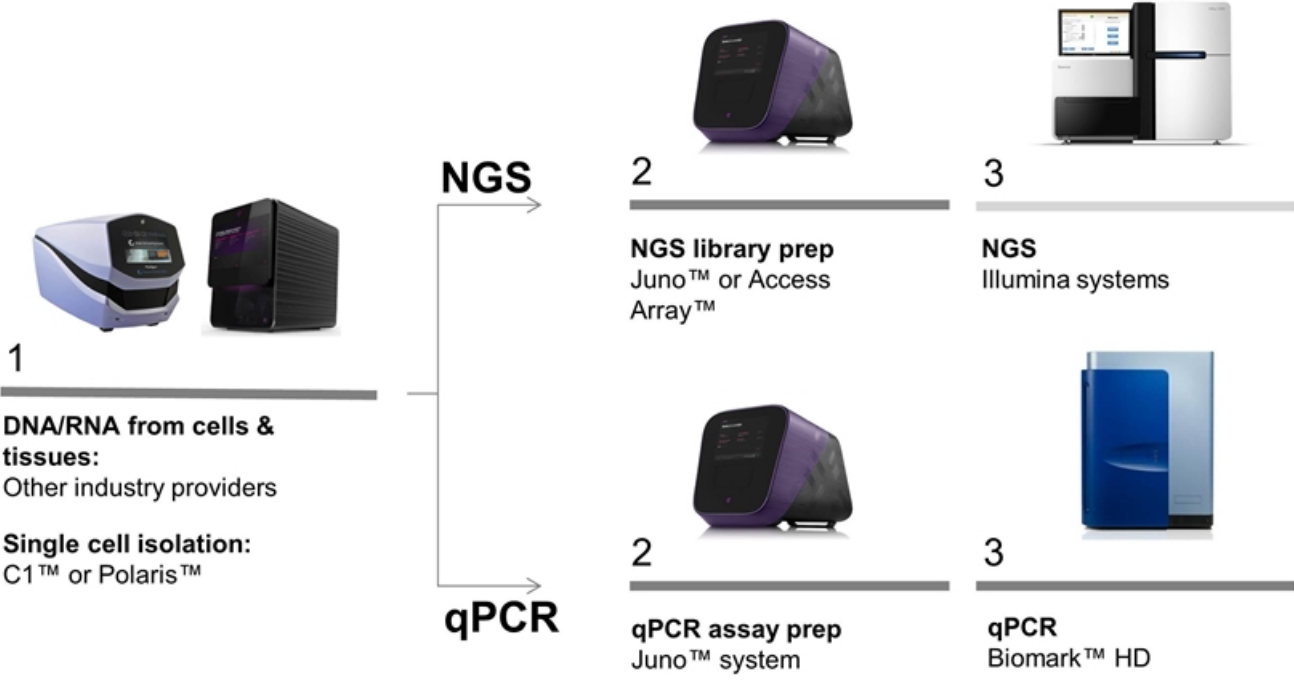 1
DNA/RNA from cells &
tissues:
Other industry providers
Single cell isolation:
C1™ or Polaris™
NGS
2
NGS library prep
Juno™ or Access
Array™
3
NGS
Illumina systems
qPCR
2
qPCR assay prep
Juno™ system
3
qPCR
Biomark™ HD